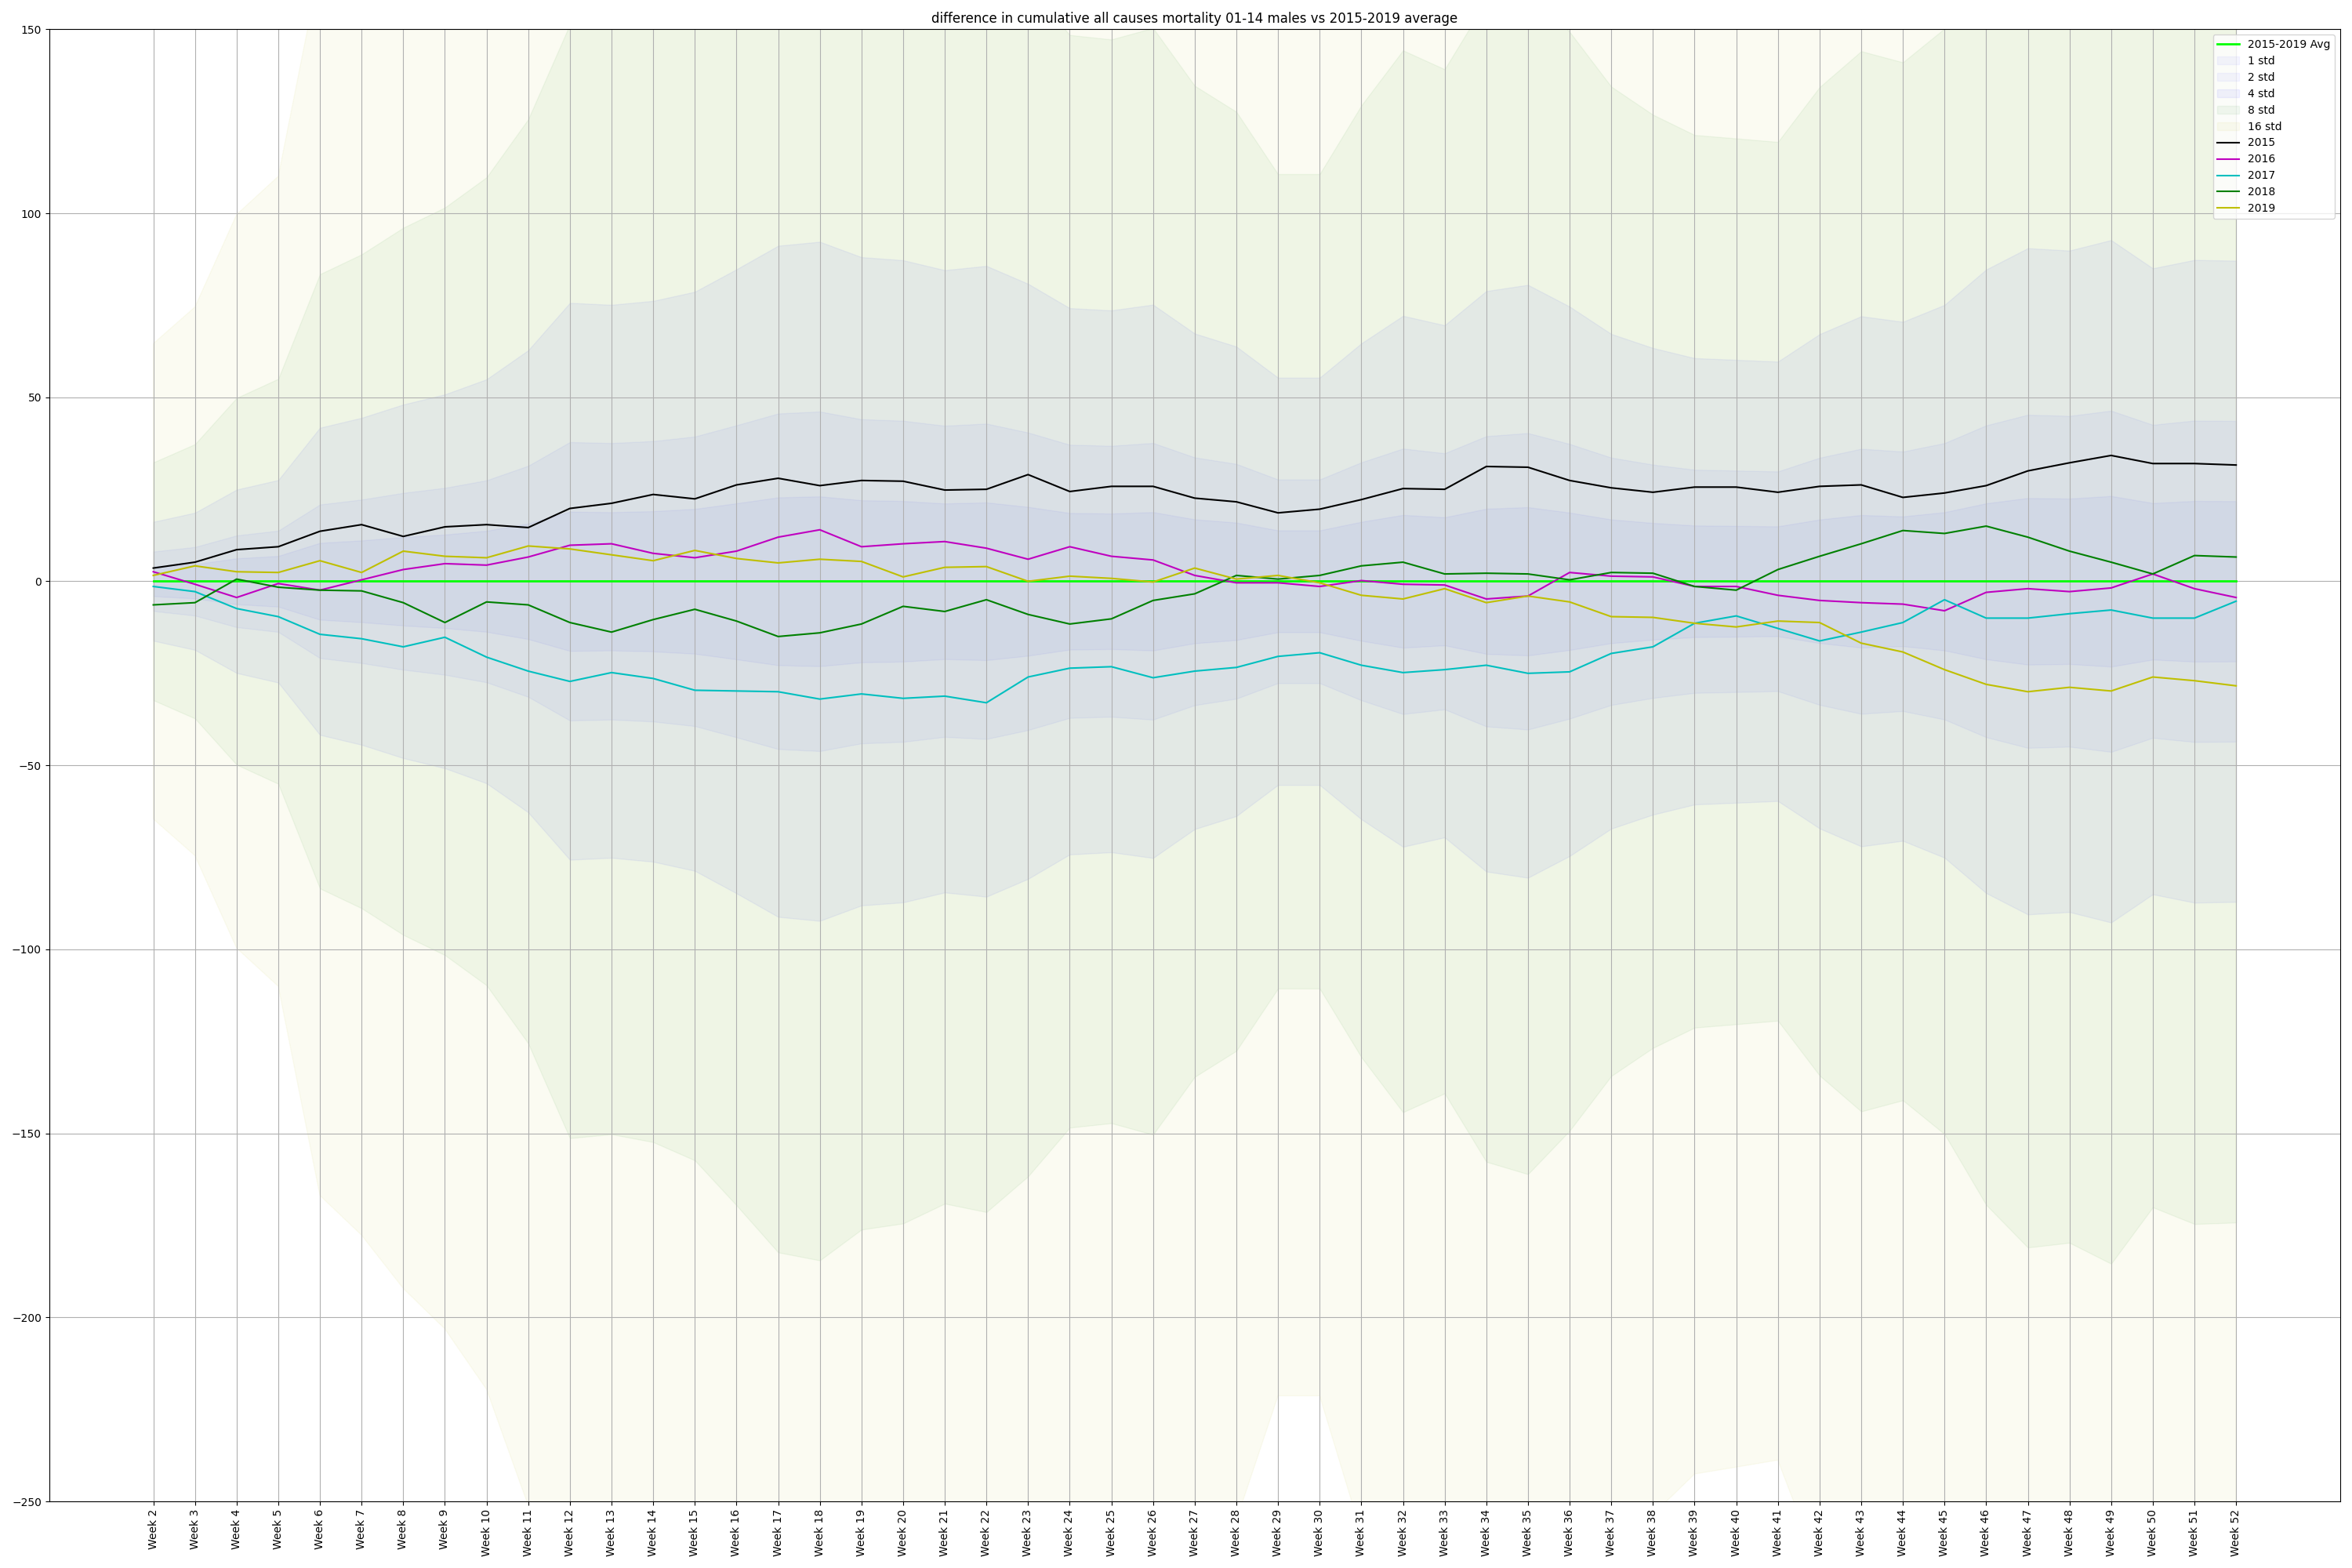 difference in cumulative all causes mortality 01-14 males vs 2015-2019 average
150
100
50
0
−50
−100
−150
−200
−250
2015-2019 Avg
1 std
2 std
4 std
8 std
16 std
2015
2016
2017
2018
2019
Week 2
Week 3
Week 4
Week 5
Week 6
Week 7
Week 8
Week 9
Week 10
Week 11
Week 12
Week 13
Week 14
Week 15
Week 16
Week 17
Week 18
Week 19
Week 20
Week 21
Week 22
Week 23
Week 24
Week 25
Week 26
Week 27
Week 28
Week 29
Week 30
Week 31
Week 32
Week 33
Week 34
Week 35
Week 36
Week 37
Week 38
Week 39
Week 40
Week 41
Week 42
Week 43
Week 44
Week 45
Week 46
Week 47
Week 48
Week 49
Week 50
Week 51
Week 52